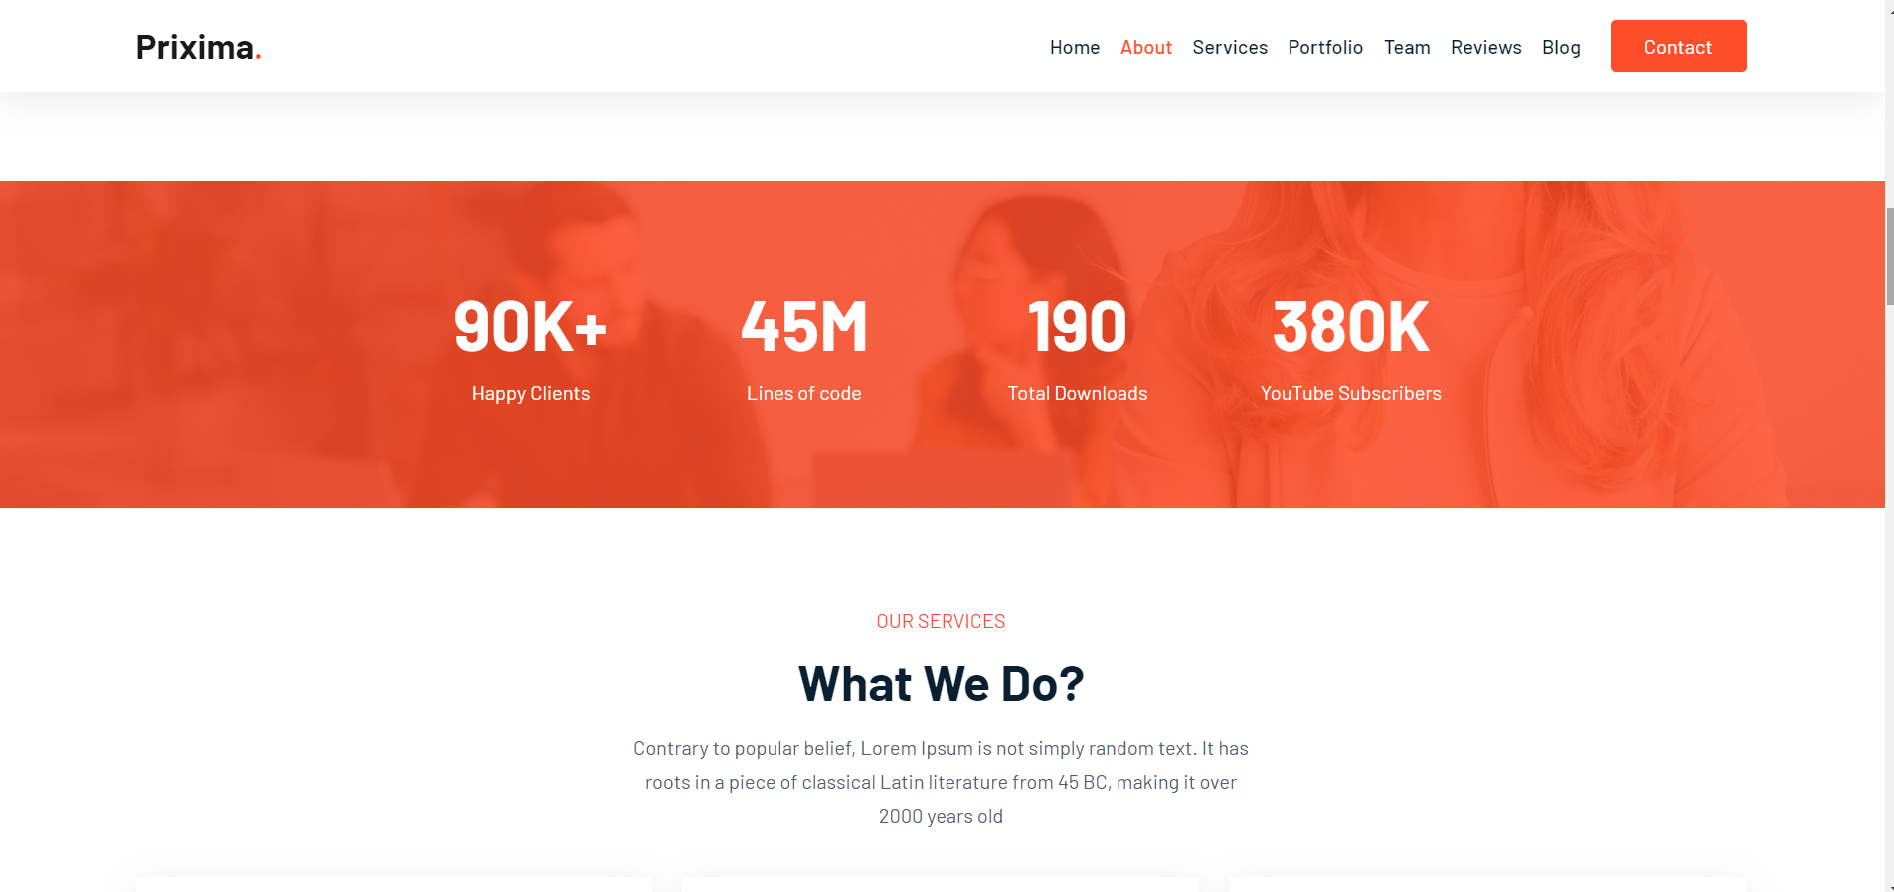 Prixima.
Home About Services Portfolio Team Reviews Blog Contact
90K+ 45M 190 380K
Happy Clients Lines of code Total Downloads YouTube Subscribers
OUR SERVICES
What We Do?
Contrary to popular belief, Lorem Ipsum is not simply random text. It has
roots in a piece of classical Latin literature from 45 BC, making it over
2000 years old